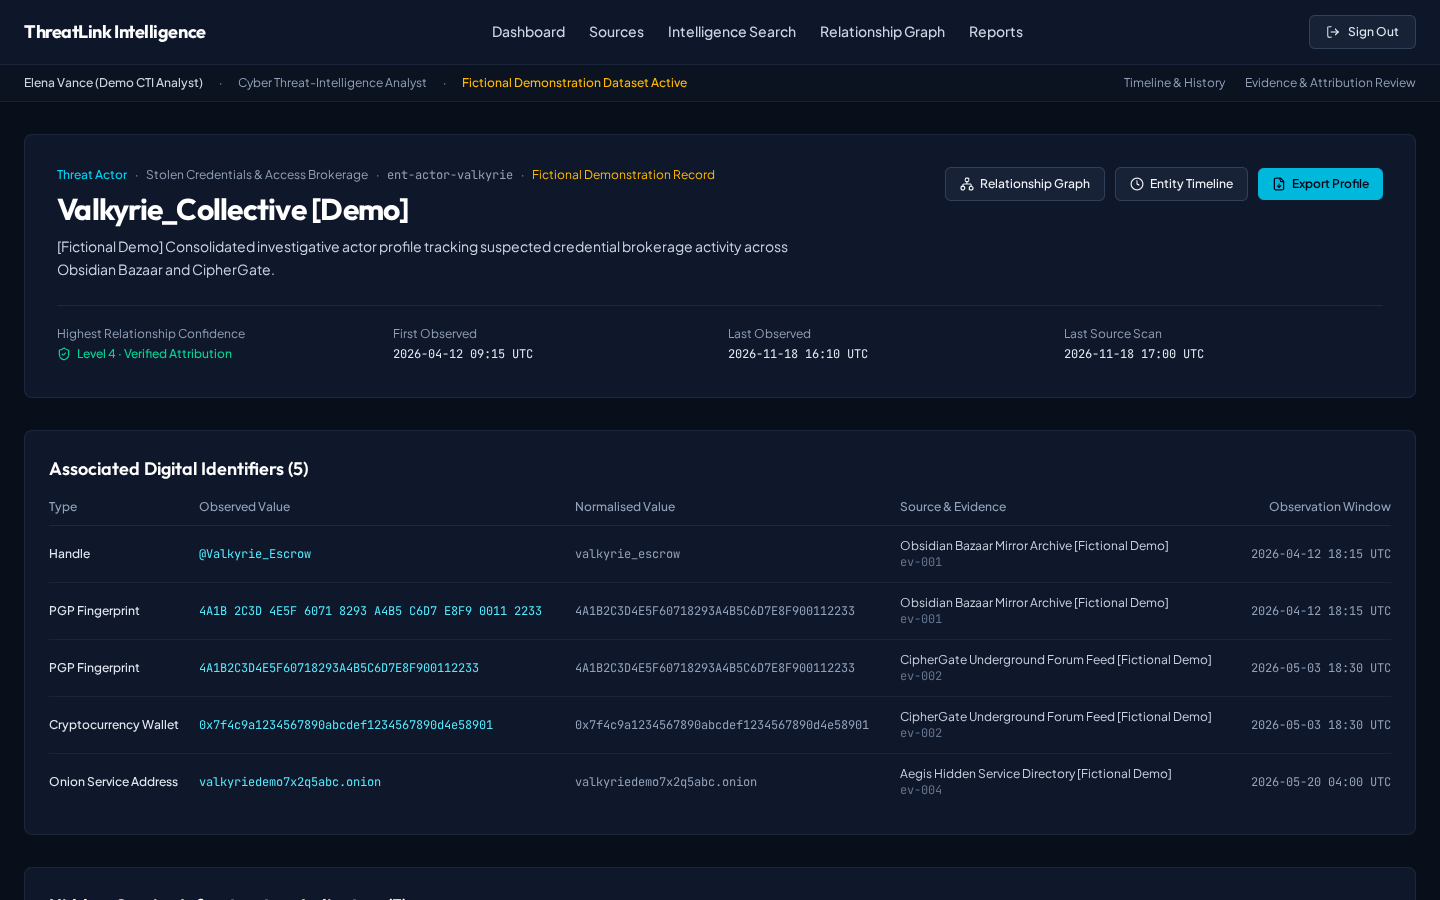 ThreatLink Intelligence
Dashboard
Sources
Intelligence Search
Relationship Graph
Reports
Sign Out
Elena Vance (Demo CTI Analyst) · Cyber Threat-Intelligence Analyst · Fictional Demonstration Dataset Active
Timeline & History
Evidence & Attribution Review
Threat Actor · Stolen Credentials & Access Brokerage · ent-actor-valkyrie · Fictional Demonstration Record
Relationship Graph
Entity Timeline
Export Profile
Valkyrie_Collective [Demo]
[Fictional Demo] Consolidated investigative actor profile tracking suspected credential brokerage activity across
Obsidian Bazaar and CipherGate.
Highest Relationship Confidence
Level 4 · Verified Attribution
First Observed
2026-04-12 09:15 UTC
Last Observed
2026-11-18 16:10 UTC
Last Source Scan
2026-11-18 17:00 UTC
Associated Digital Identifiers (5)
Type Observed Value Normalised Value Source & Evidence Observation Window
Handle @Valkyrie_Escrow valkyrie_escrow Obsidian Bazaar Mirror Archive [Fictional Demo] 2026-04-12 18:15 UTC
ev-001
PGP Fingerprint 4A1B 2C3D 4E5F 6071 8293 A4B5 C6D7 E8F9 0011 2233 4A1B2C3D4E5F60718293A4B5C6D7E8F900112233 Obsidian Bazaar Mirror Archive [Fictional Demo] 2026-04-12 18:15 UTC
ev-001
PGP Fingerprint 4A1B2C3D4E5F60718293A4B5C6D7E8F900112233 4A1B2C3D4E5F60718293A4B5C6D7E8F900112233 CipherGate Underground Forum Feed [Fictional Demo] 2026-05-03 18:30 UTC
ev-002
Cryptocurrency Wallet 0x7f4c9a1234567890abcdef1234567890d4e58901 0x7f4c9a1234567890abcdef1234567890d4e58901 CipherGate Underground Forum Feed [Fictional Demo] 2026-05-03 18:30 UTC
ev-002
Onion Service Address valkyriedemo7x2q5abc.onion valkyriedemo7x2q5abc.onion Aegis Hidden Service Directory [Fictional Demo] 2026-05-20 04:00 UTC
ev-004